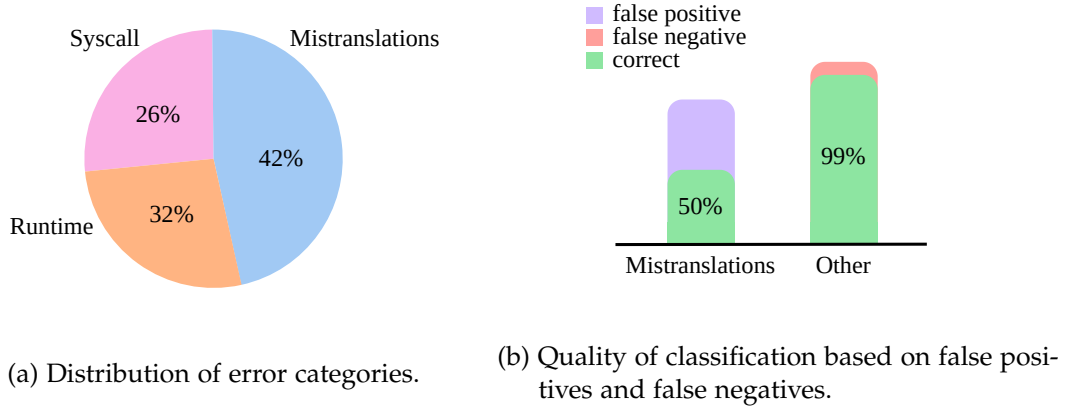 Syscall
Mistranslations
26%
42%
32%
Runtime
(a) Distribution of error categories.
false positive
false negative
correct
50%
99%
Mistranslations
Other
(b) Quality of classification based on false posi-
tives and false negatives.